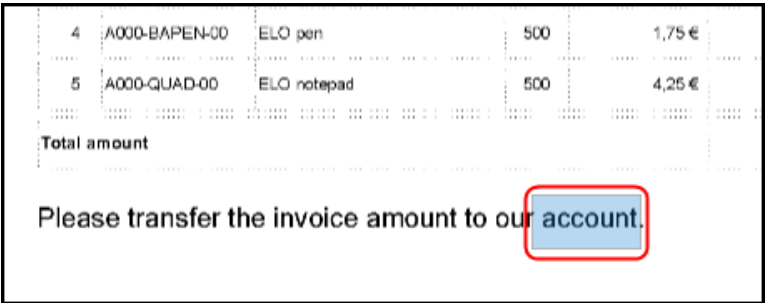 4 A000-BAPEN-00 ELO pen 500 1,75 €
5 A000-QUAD-00 ELO notepad 500 4,25 €
Total amount
Please transfer the invoice amount to our account.